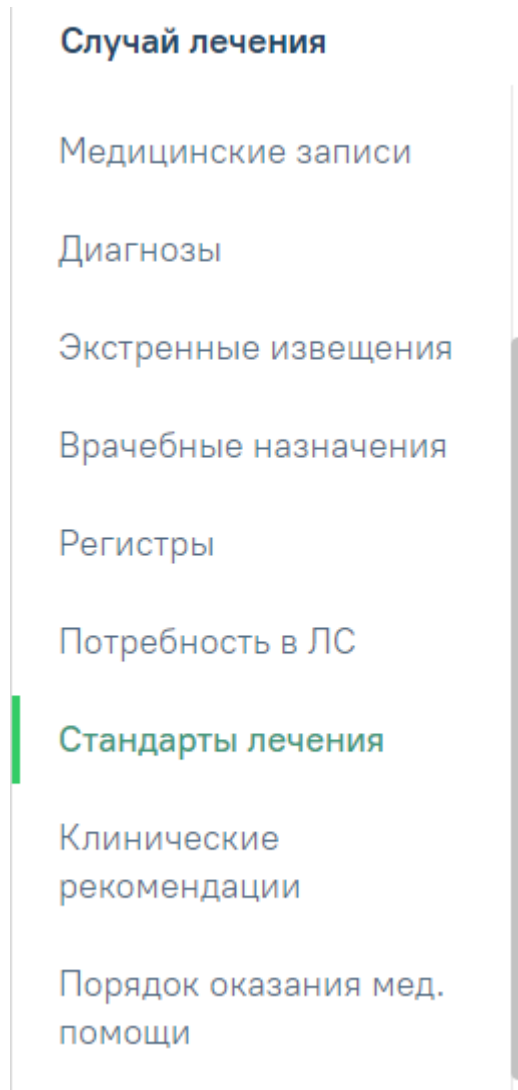 Случай лечения
Медицинские записи
Диагнозы
Экстренные извещения
Врачебные назначения
Регистры
Потребность в ЛС
Стандарты лечения
Клинические
рекомендации
Порядок оказания мед.
помощи